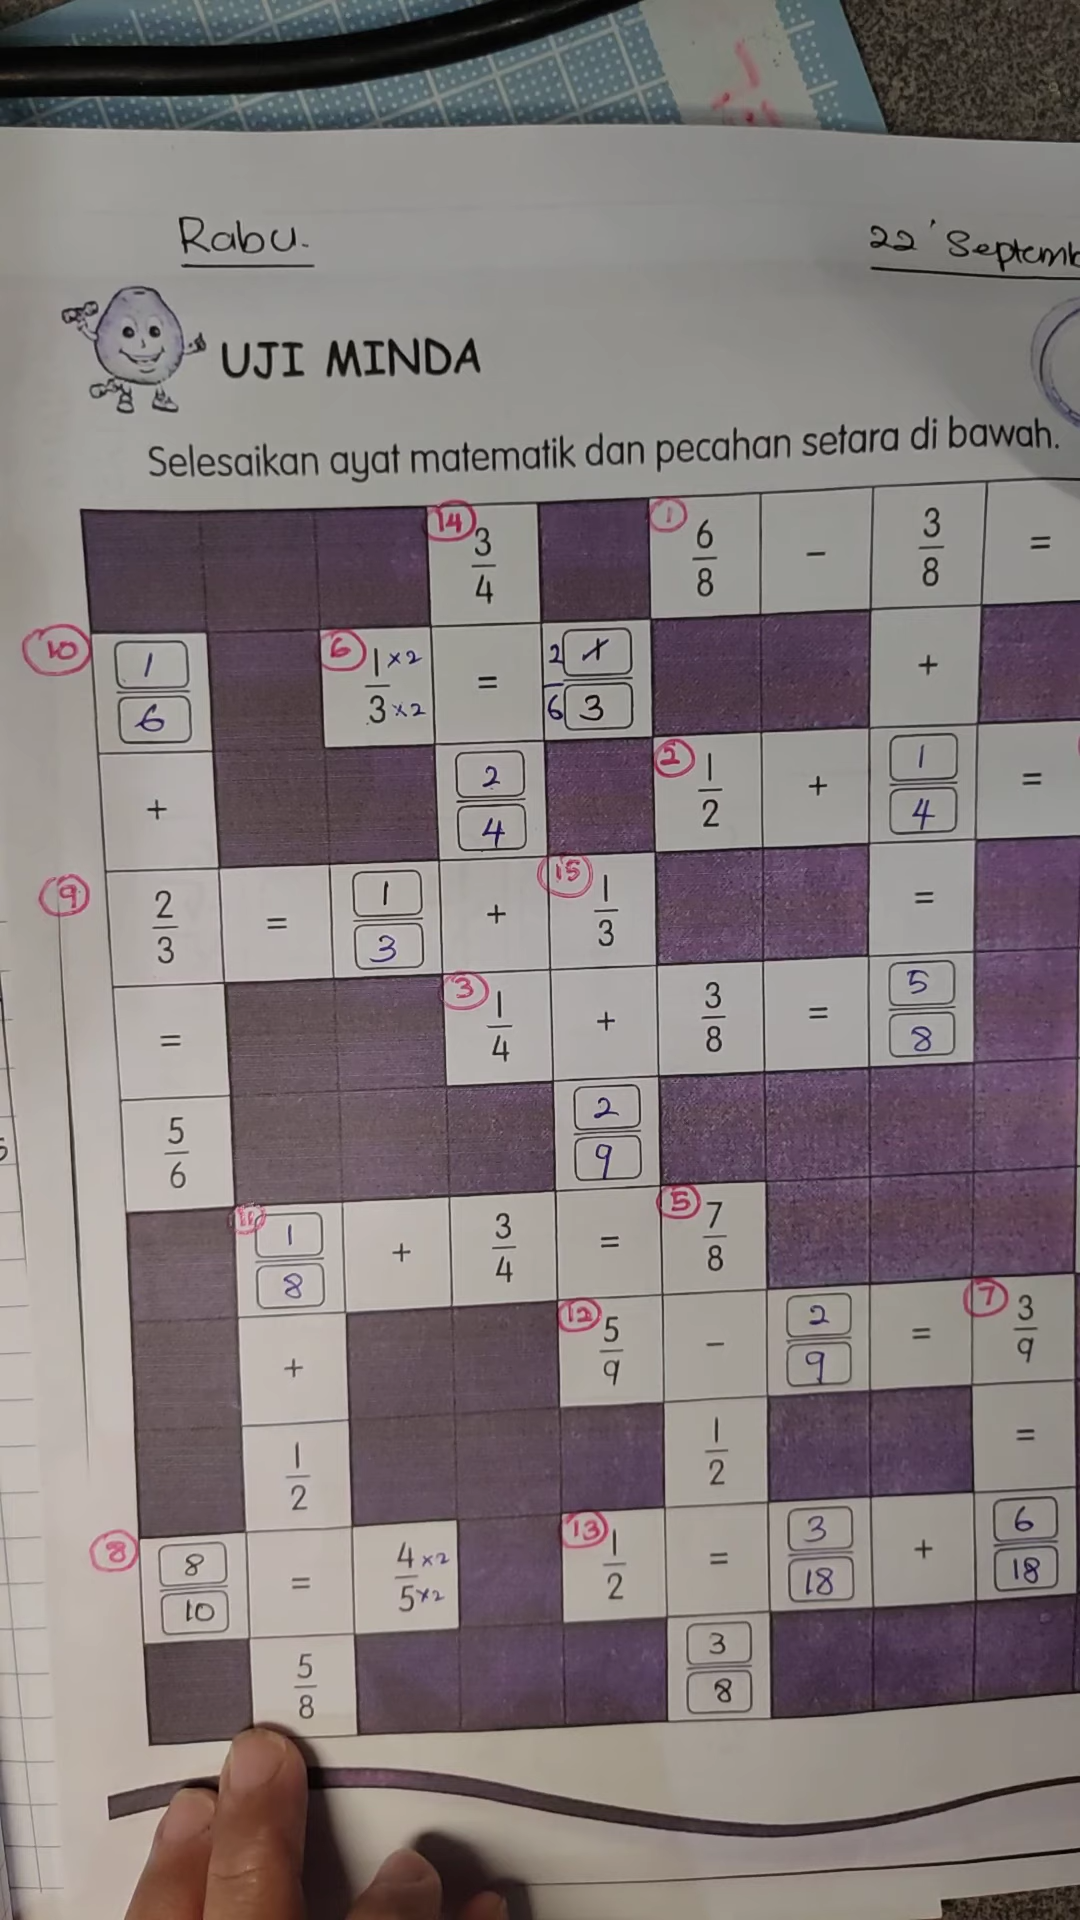 Rabu.
22 Septemb
UJI MINDA
Selesaikan ayat matematik dan pecahan setara di bawah.
14 3/4 1 6/8 - 3/8 =
10 1/6 6 1/3 ×2 ×2 = 2/6 1/3 +
2/4 2 1/2 + 1/4 =
+
9 2/3 = 1/3 + 15 1/3 =
= 3 1/4 + 3/8 = 5/8
5/6 2/9
11 1/8 + 3/4 = 5 7/8
+ 12 5/9 - 2/9 = 7 3/9
1/2 1/2 =
8 8/10 = 4/5 ×2 ×2 13 1/2 = 3/18 + 6/18
5/8 3/8